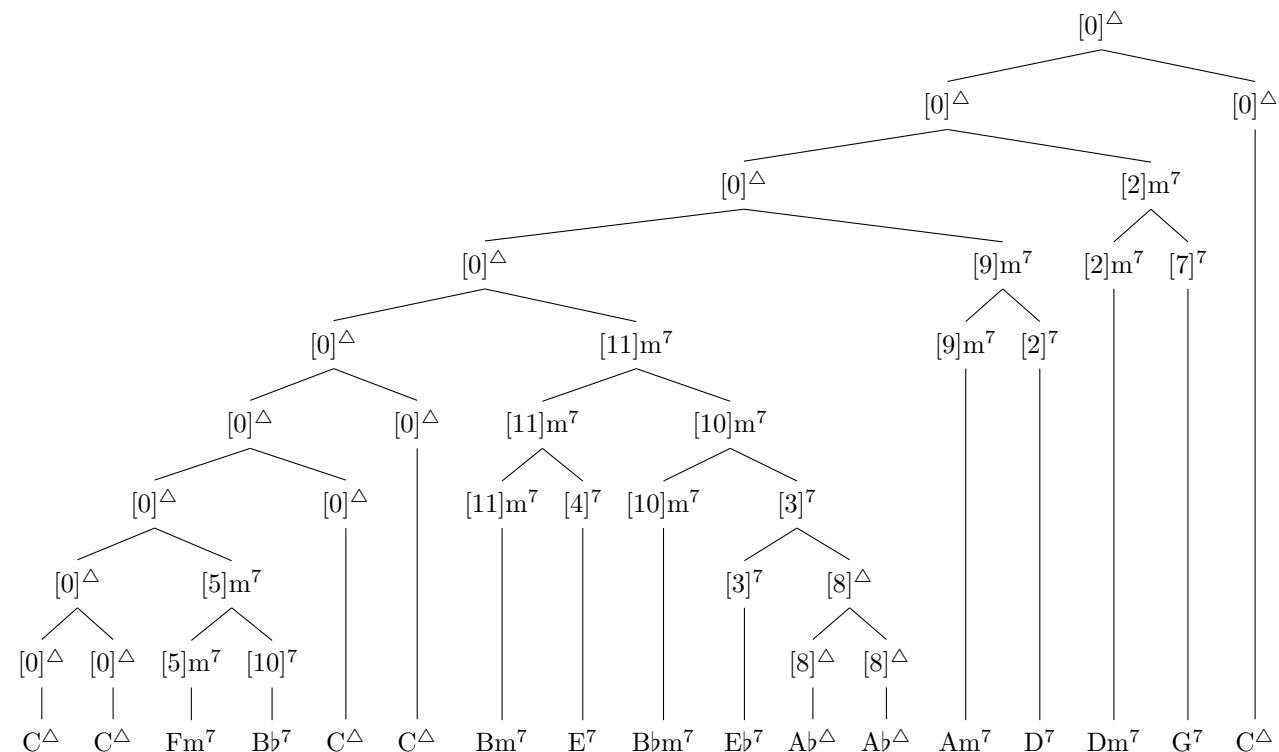 [0]△
[0]△ [0]△
[0]△ [2]m⁷
[0]△ [9]m⁷ [2]m⁷ [7]⁷
[0]△ [11]m⁷ [9]m⁷ [2]⁷
[0]△ [0]△ [11]m⁷ [10]m⁷
[0]△ [0]△ [11]m⁷ [4]⁷ [10]m⁷ [3]⁷
[0]△ [5]m⁷ [3]⁷ [8]△
[0]△ [0]△ [5]m⁷ [10]⁷ [8]△ [8]△
C△ C△ Fm⁷ B♭⁷ C△ C△ Bm⁷ E⁷ B♭m⁷ E♭⁷ A♭△ A♭△ Am⁷ D⁷ Dm⁷ G⁷ C△